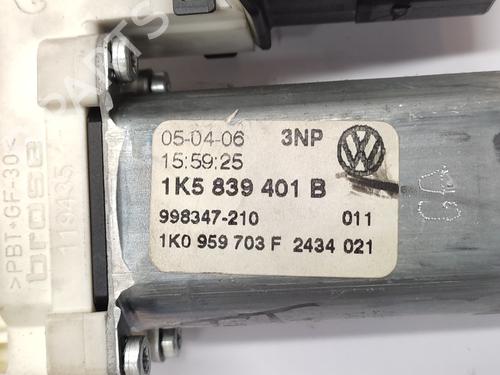 05-04-06 3NP
15:59:25
1K5 839 401 B
998347-210 011
1K0 959 703 F 2434 021
>PBT+GF-30<
brose
PARTS